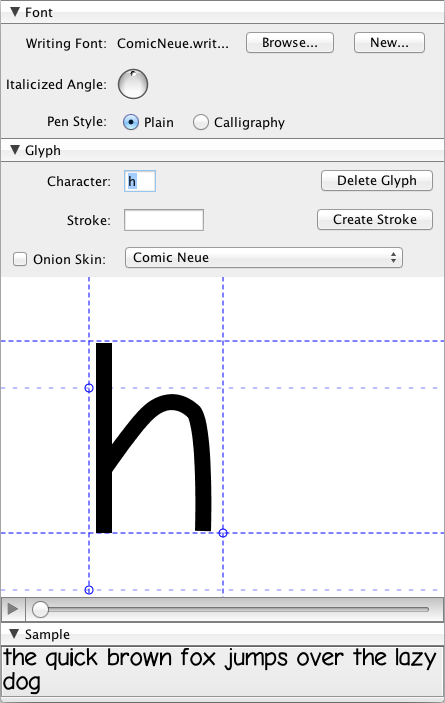 Font
Writing Font: ComicNeue.writ... Browse... New...
Italicized Angle:
Pen Style: Plain Calligraphy
Glyph
Character: h Delete Glyph
Stroke: Create Stroke
Onion Skin: Comic Neue
h
Sample
the quick brown fox jumps over the lazy
dog